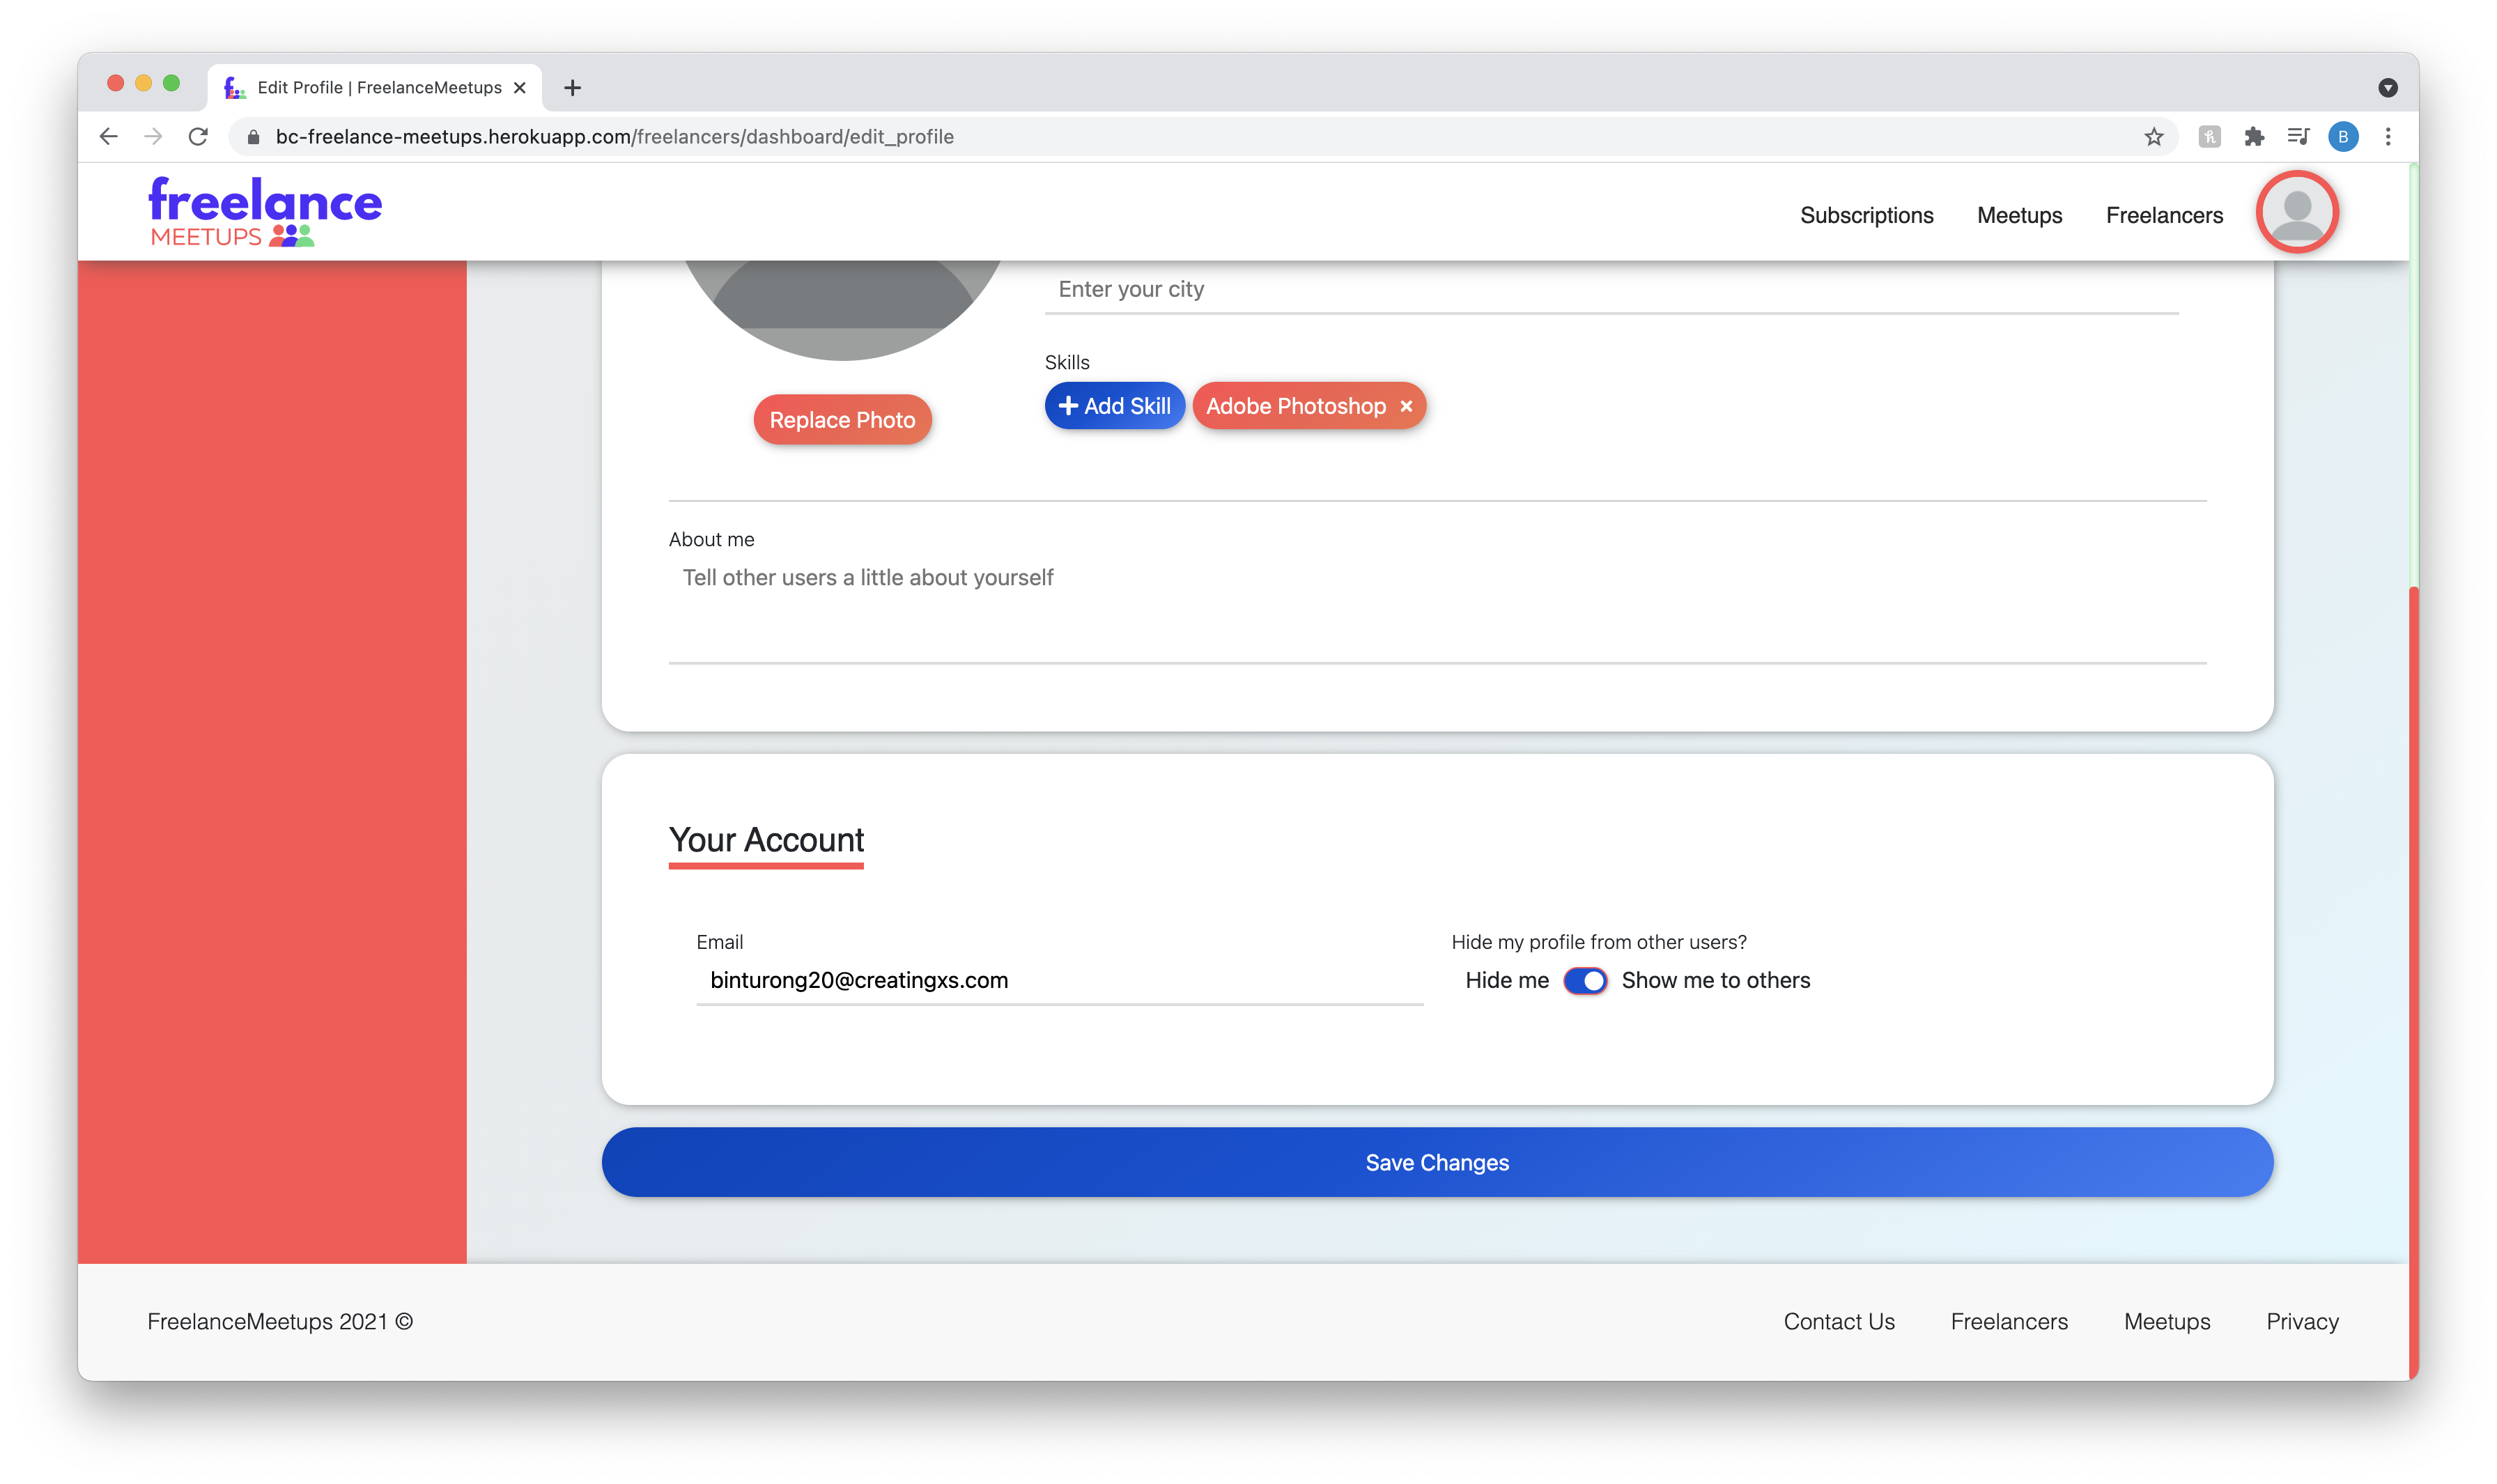 Edit Profile | FreelanceMeetups
bc-freelance-meetups.herokuapp.com/freelancers/dashboard/edit_profile
B
freelance
MEETUPS
Subscriptions
Meetups
Freelancers
Enter your city
Skills
Add Skill
Adobe Photoshop
Replace Photo
About me
Tell other users a little about yourself
Your Account
Email
binturong20@creatingxs.com
Hide my profile from other users?
Hide me
Show me to others
Save Changes
FreelanceMeetups 2021 ©
Contact Us
Freelancers
Meetups
Privacy